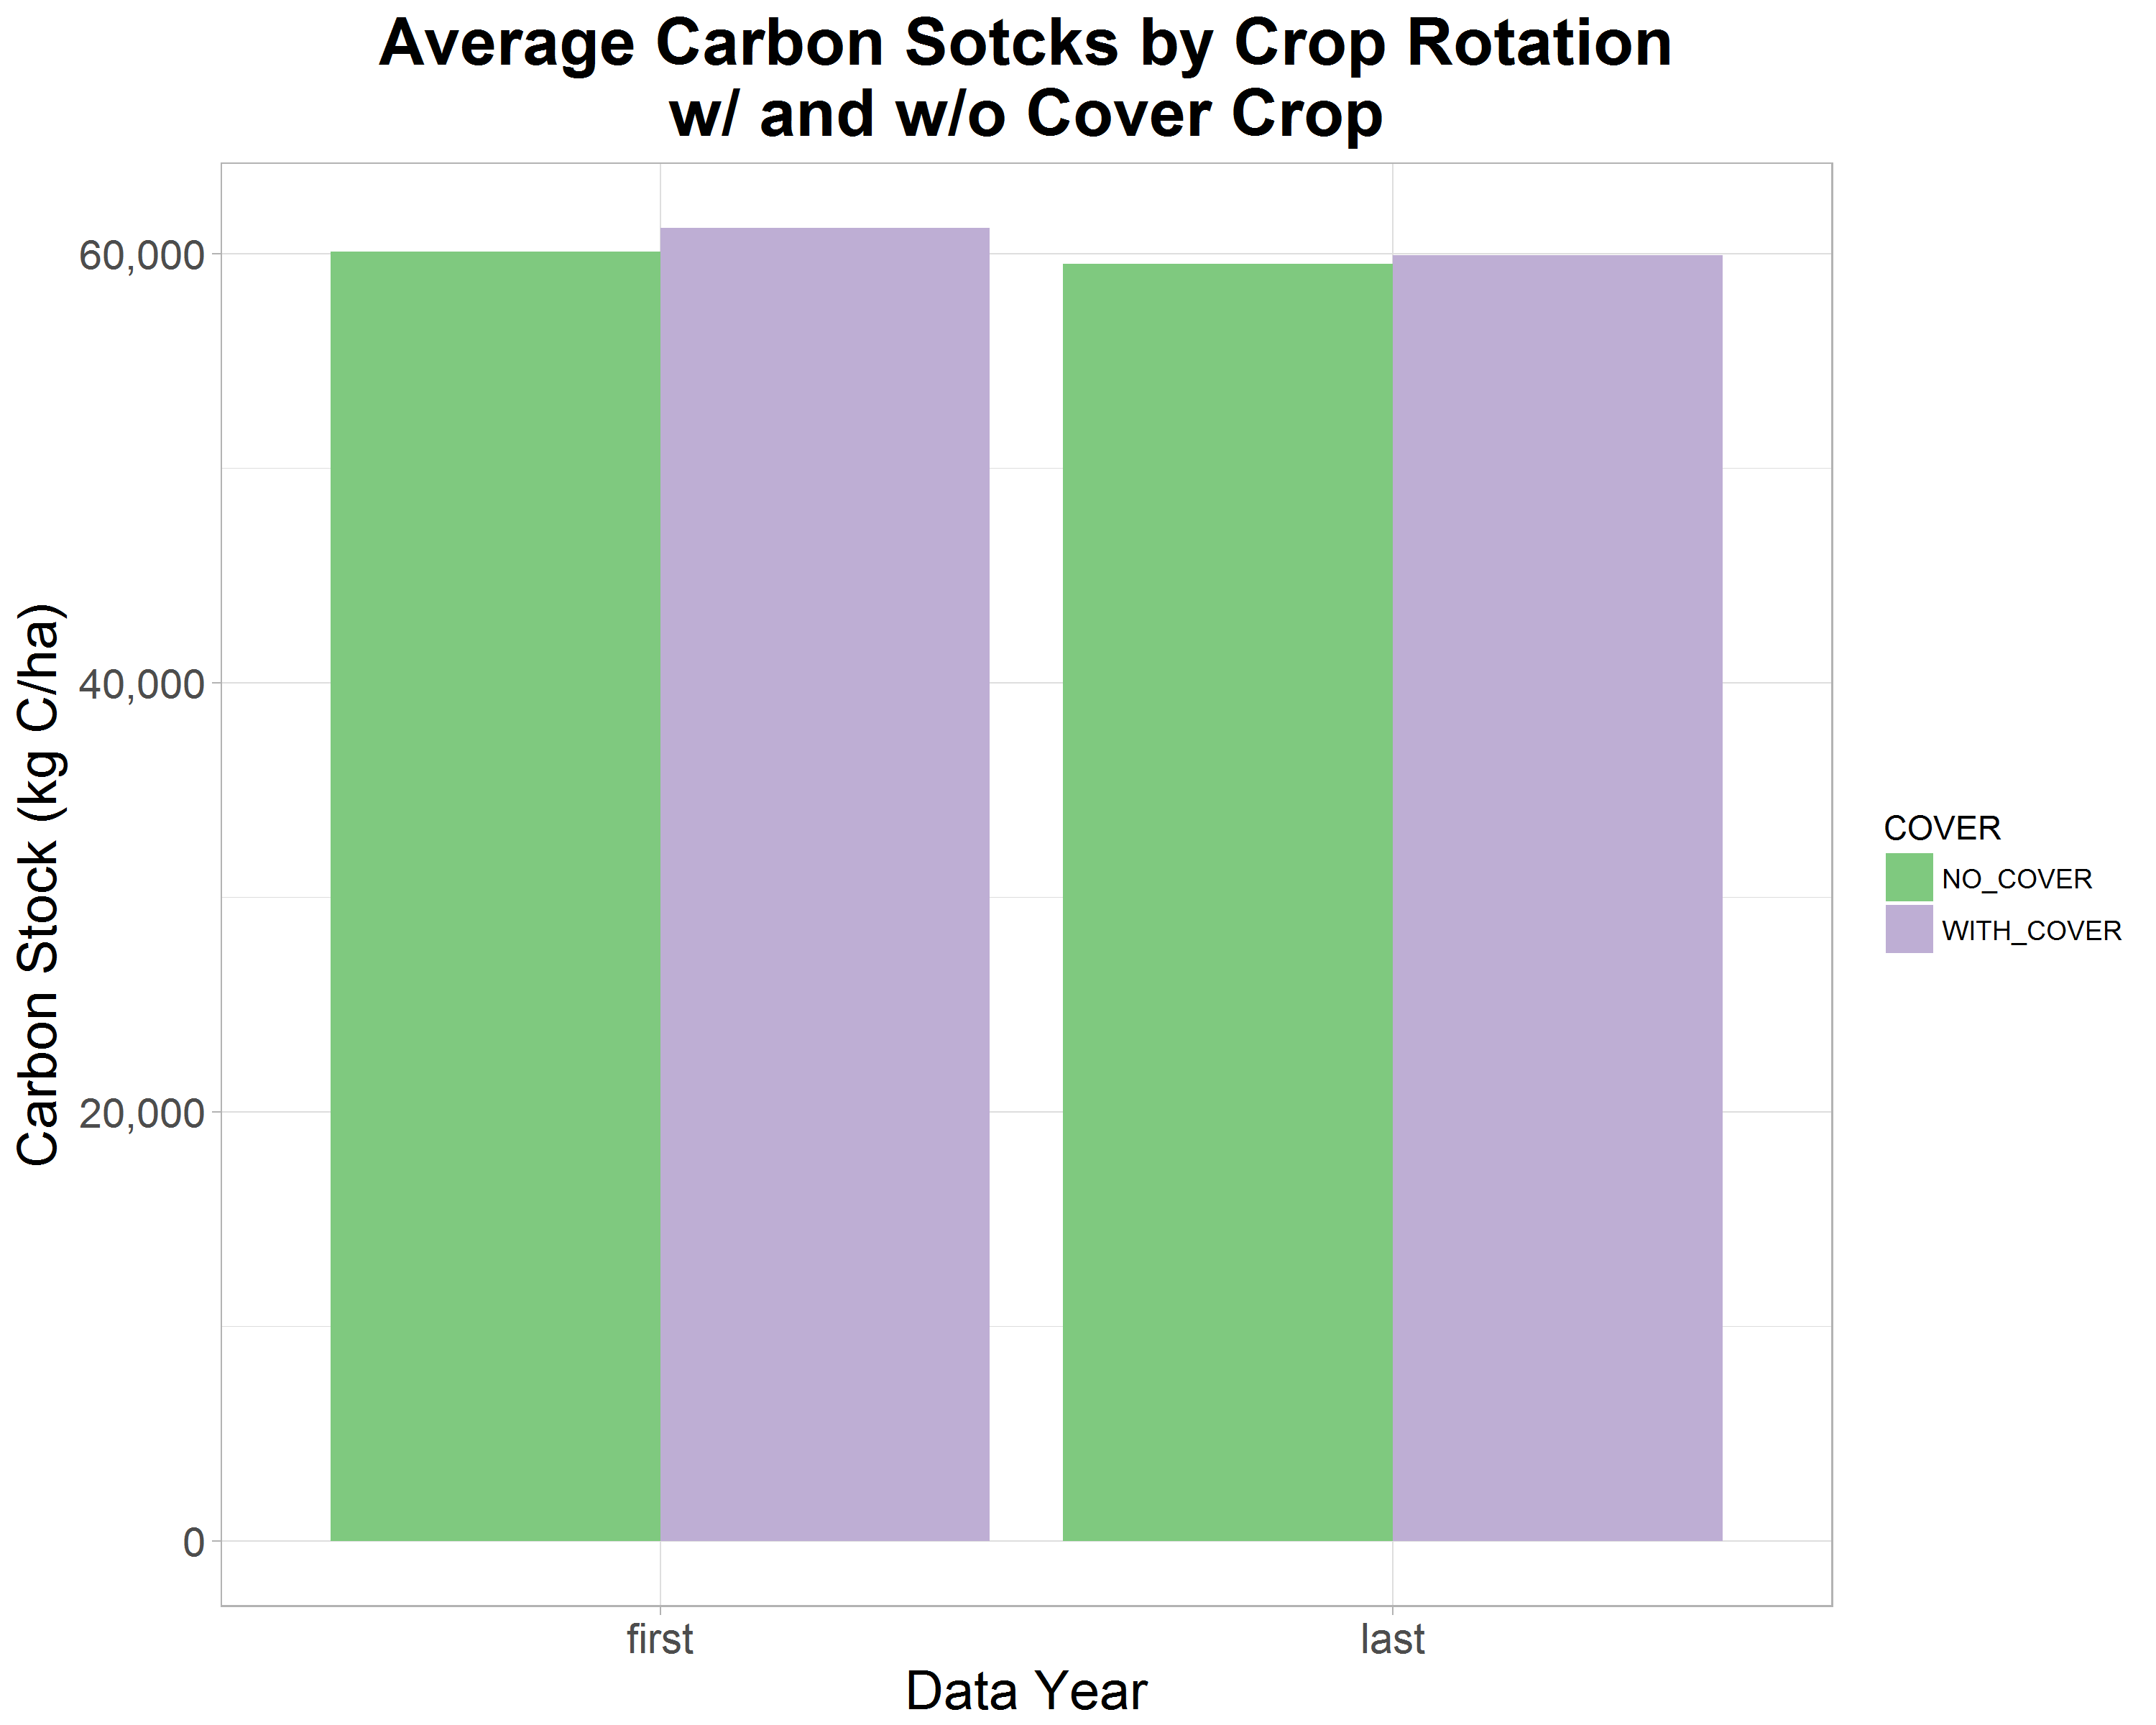 Average Carbon Sotcks by Crop Rotation
w/ and w/o Cover Crop
Carbon Stock (kg C/ha)
60,000
40,000
20,000
0
first
last
Data Year
COVER
NO_COVER
WITH_COVER